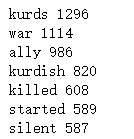 kurds 1296
war 1114
ally 986
kurdish 820
killed 608
started 589
silent 587